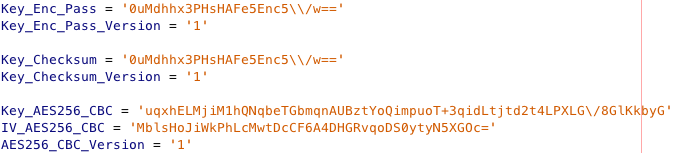 Key_Enc_Pass = '0uMdhhx3PHsHAFe5Enc5\\/w=='
Key_Enc_Pass_Version = '1'
Key_Checksum = '0uMdhhx3PHsHAFe5Enc5\\/w=='
Key_Checksum_Version = '1'
Key_AES256_CBC = 'uqxhELMjiM1hQNqbeTGbmqnAUBztYoQimpuoT+3qidLtjtd2t4LPXLG\/8GlKkbyG'
IV_AES256_CBC = 'MblsHoJiWkPhLcMwtDcCF6A4DHGRvqoDS0ytyN5XGOc='
AES256_CBC_Version = '1'